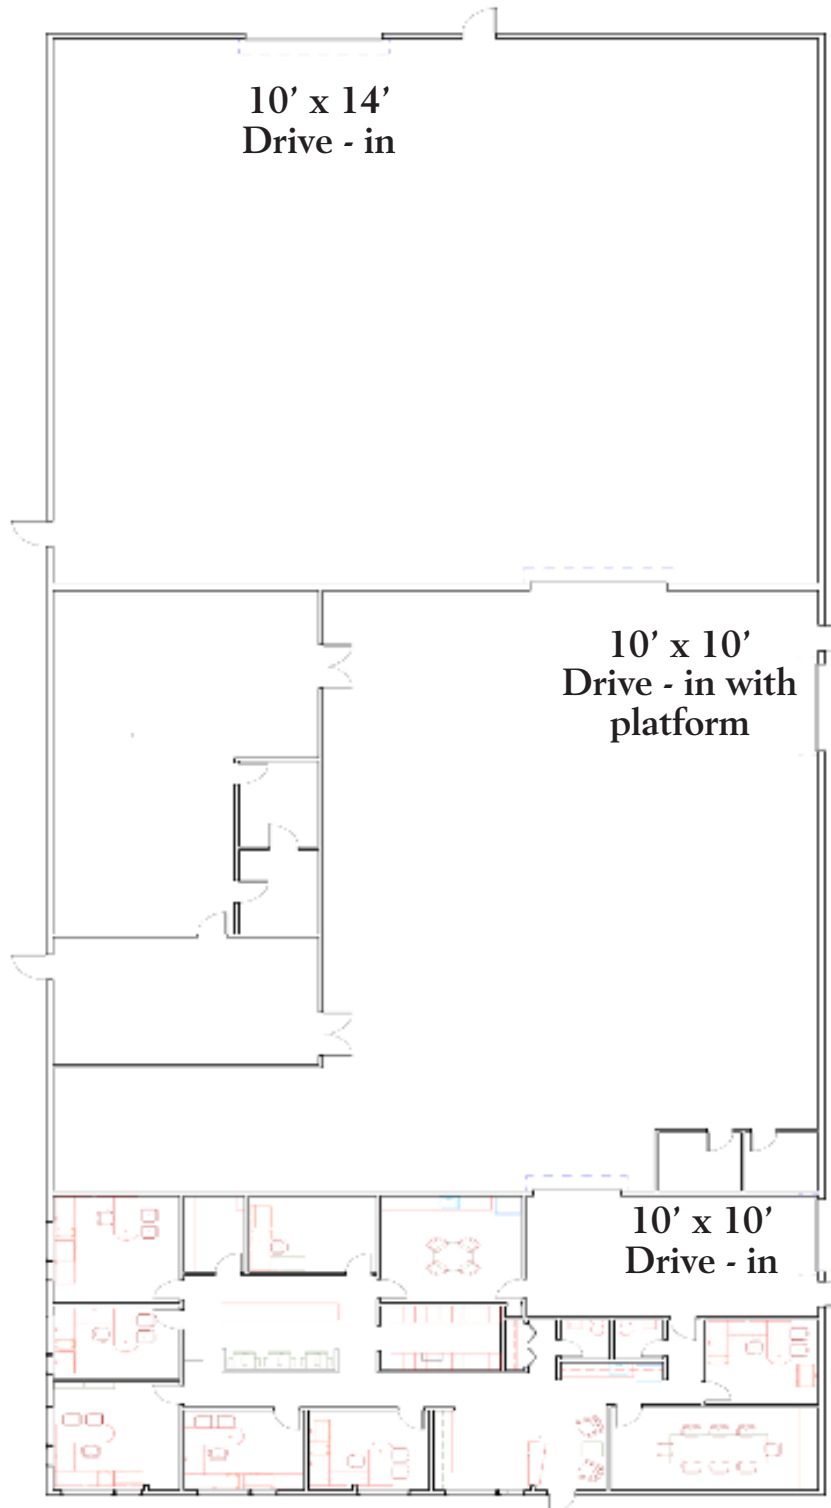 10’ x 14’
Drive - in
10’ x 10’
Drive - in with
platform
10’ x 10’
Drive - in